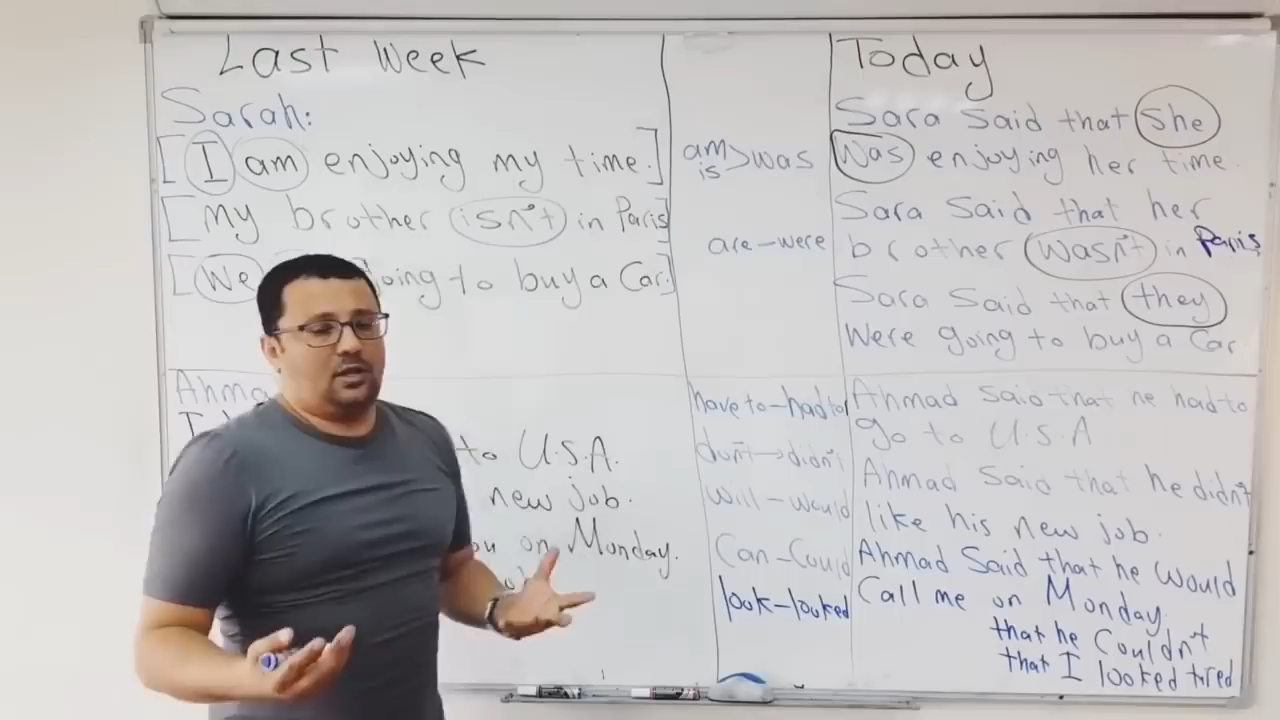 Last Week
Sarah:
[I am enjoying my time.]
[My brother isn't in Paris]
[We going to buy a Car.]
Ahma
I
to U.S.A.
new job.
on Monday.
am
is > was
are - were
have to - had to
don't → didn't
will - would
Can - Could
look - looked
Today
Sara Said that she
was enjoying her time.
Sara Said that her
brother wasn't in Paris
Sara Said that they
were going to buy a Car
Ahmad said that he had to
go to U.S.A
Ahmad Said that he didn't
like his new job.
Ahmad Said that he would
Call me on Monday.
that he Couldn't
that I looked tired